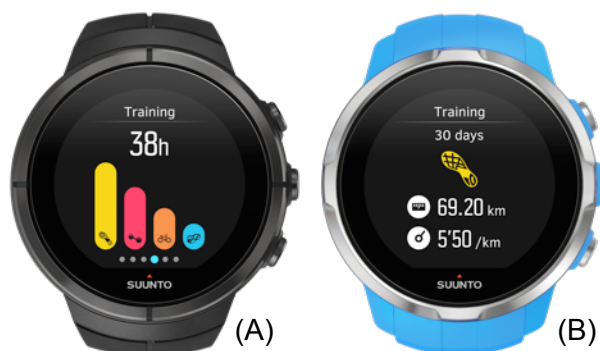 Training
38h
SUUNTO
(A)
Training
30 days
69.20 km
5'50 /km
SUUNTO
(B)